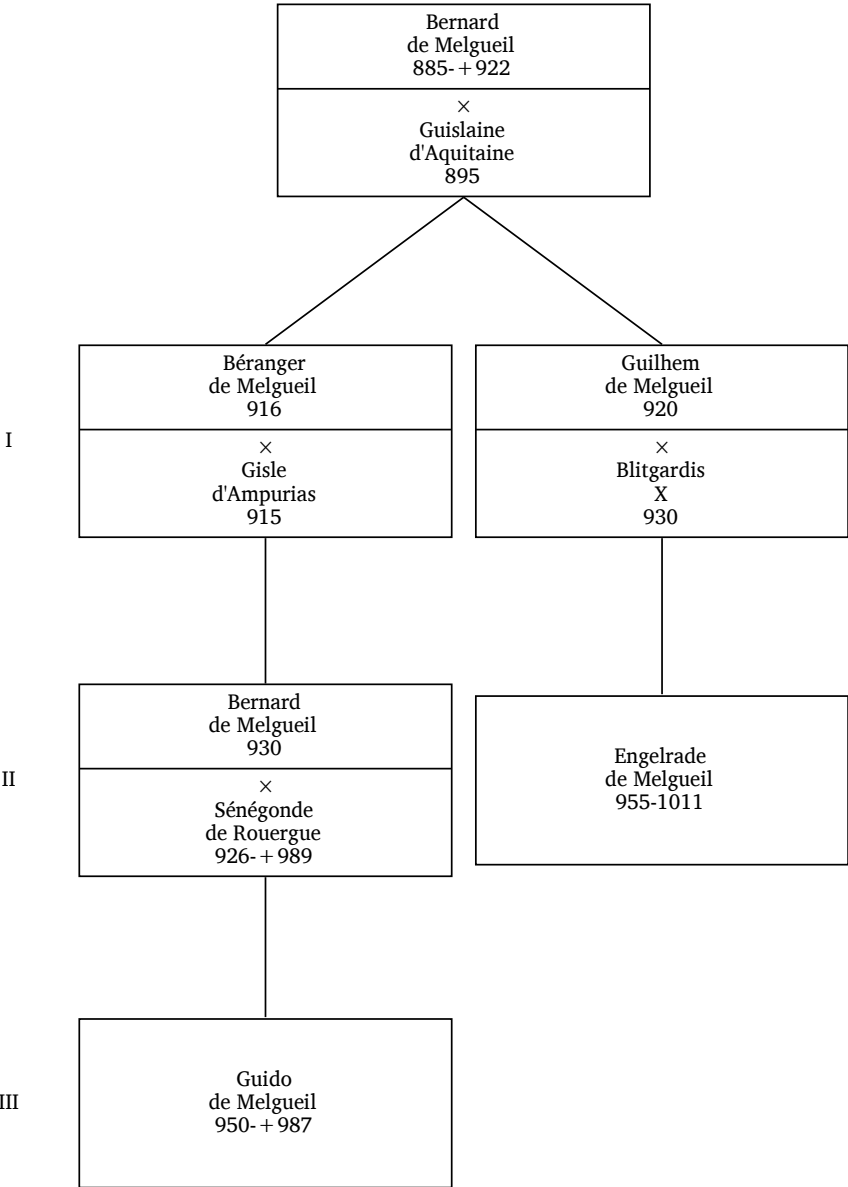 Bernard
de Melgueil
885-+922
×
Guislaine
d'Aquitaine
895
I
Béranger
de Melgueil
916
×
Gisle
d'Ampurias
915
Guilhem
de Melgueil
920
×
Blitgardis
X
930
II
Bernard
de Melgueil
930
×
Sénégonde
de Rouergue
926-+989
Engelrade
de Melgueil
955-1011
III
Guido
de Melgueil
950-+987